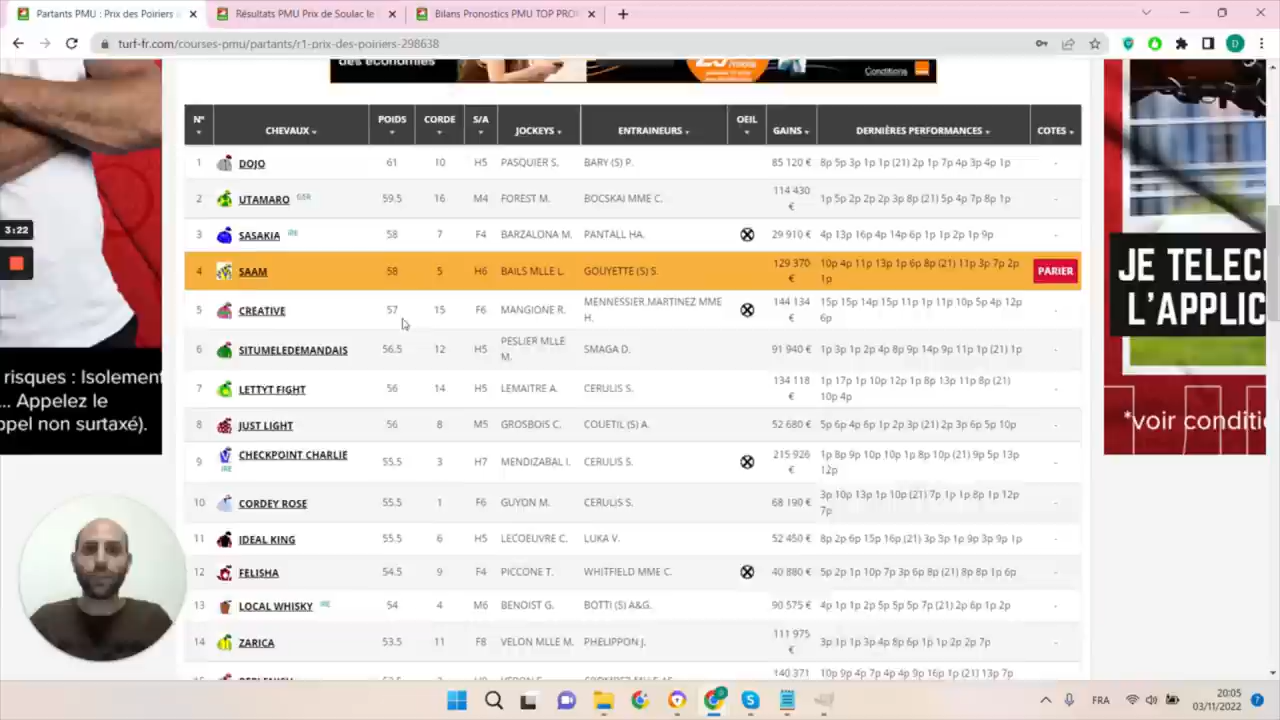 Partants PMU : Prix des Poiriers
Résultats PMU Prix de Soulac le
Bilans Pronostics PMU TOP PRO
turf-fr.com/courses-pmu/partants/r1-prix-des-poiriers-298638
D
des économies
Conditions
N° CHEVAUX POIDS CORDE S/A JOCKEYS ENTRAINEURS OEIL GAINS DERNIÈRES PERFORMANCES COTES
1 DOJO 61 10 H5 PASQUIER S. BARY (S) P. 85 120 € 8p 5p 3p 1p 1p (21) 2p 1p 7p 4p 3p 4p 1p -
2 UTAMARO GER 59.5 16 M4 FOREST M. BOCSKAI MME C. 114 430 € 1p 5p 2p 2p 2p 3p 8p (21) 5p 4p 7p 8p 1p -
3 SASAKIA IRE 58 7 F4 BARZALONA M. PANTALL HA. 29 910 € 4p 13p 16p 4p 14p 6p 1p 1p 2p 1p 9p -
4 SAAM 58 5 H6 BAILS MLLE L. GOUYETTE (S) S. 129 370 € 10p 4p 11p 13p 1p 6p 8p (21) 11p 3p 7p 2p 1p PARIER
5 CREATIVE 57 15 F6 MANGIONE R. MENNESSIER.MARTINEZ MME H. 144 134 € 15p 15p 14p 15p 11p 1p 11p 10p 5p 4p 12p 6p -
6 SITUMELEDEMANDAIS 56.5 12 H5 PESLIER MLLE M. SMAGA D. 91 940 € 1p 3p 1p 2p 4p 8p 9p 14p 9p 11p 1p (21) 1p -
7 LETTYT FIGHT 56 14 H5 LEMAITRE A. CERULIS S. 134 118 € 1p 17p 1p 10p 12p 1p 8p 13p 11p 8p (21) 10p 4p -
8 JUST LIGHT 56 8 M5 GROSBOIS C. COUETIL (S) A. 52 680 € 5p 6p 4p 6p 1p 2p 3p (21) 2p 3p 6p 5p 10p -
9 CHECKPOINT CHARLIE IRE 55.5 3 H7 MENDIZABAL I. CERULIS S. 215 926 € 1p 8p 9p 10p 10p 1p 8p 10p (21) 9p 5p 13p 12p -
10 CORDEY ROSE 55.5 1 F6 GUYON M. CERULIS S. 68 190 € 3p 10p 13p 1p 10p (21) 7p 1p 1p 8p 1p 12p 7p -
11 IDEAL KING 55.5 6 H5 LECOEUVRE C. LUKA V. 52 450 € 8p 2p 6p 15p 16p (21) 3p 3p 1p 9p 3p 9p 1p -
12 FELISHA 54.5 9 F4 PICCONE T. WHITFIELD MME C. 40 880 € 5p 2p 1p 10p 7p 3p 6p 8p (21) 8p 8p 1p 6p -
13 LOCAL WHISKY IRE 54 4 M6 BENOIST G. BOTTI (S) A&G. 90 575 € 4p 1p 1p 2p 5p 5p 5p 7p (21) 2p 6p 1p 2p -
14 ZARICA 53.5 11 F8 VELON MLLE M. PHELIPPON J. 111 975 € 3p 1p 1p 3p 4p 8p 6p 1p 1p 2p 2p 7p -
140 371 10p 9p 4p 7p 4p 4p 9p 16p 1p (21) 13p 7p
3:22
risques : Isolement
... Appelez le
ppel non surtaxé).
JE TELEC
L'APPLIC
*voir conditi
FRA
20:05
03/11/2022